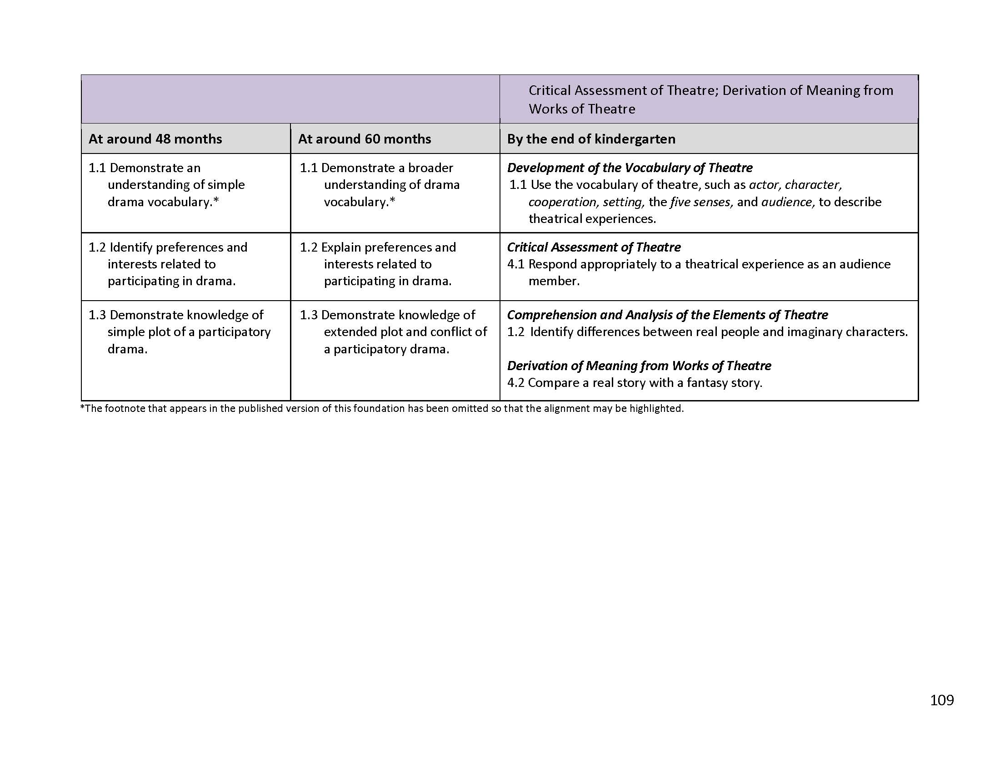 Critical Assessment of Theatre; Derivation of Meaning from
Works of Theatre
At around 48 months
At around 60 months
By the end of kindergarten
1.1 Demonstrate an
understanding of simple
drama vocabulary.*
1.1 Demonstrate a broader
understanding of drama
vocabulary.*
Development of the Vocabulary of Theatre
1.1 Use the vocabulary of theatre, such as actor, character,
cooperation, setting, the five senses, and audience, to describe
theatrical experiences.
1.2 Identify preferences and
interests related to
participating in drama.
1.2 Explain preferences and
interests related to
participating in drama.
Critical Assessment of Theatre
4.1 Respond appropriately to a theatrical experience as an audience
member.
1.3 Demonstrate knowledge of
simple plot of a participatory
drama.
1.3 Demonstrate knowledge of
extended plot and conflict of
a participatory drama.
Comprehension and Analysis of the Elements of Theatre
1.2 Identify differences between real people and imaginary characters.
Derivation of Meaning from Works of Theatre
4.2 Compare a real story with a fantasy story.
*The footnote that appears in the published version of this foundation has been omitted so that the alignment may be highlighted.
109